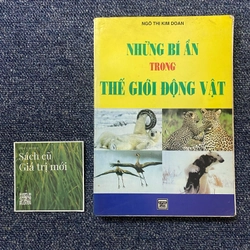 NGÔ THỊ KIM DOAN
NHỮNG BÍ ẨN
TRONG
THẾ GIỚI ĐỘNG VẬT
Sách cũ
Giá trị mới